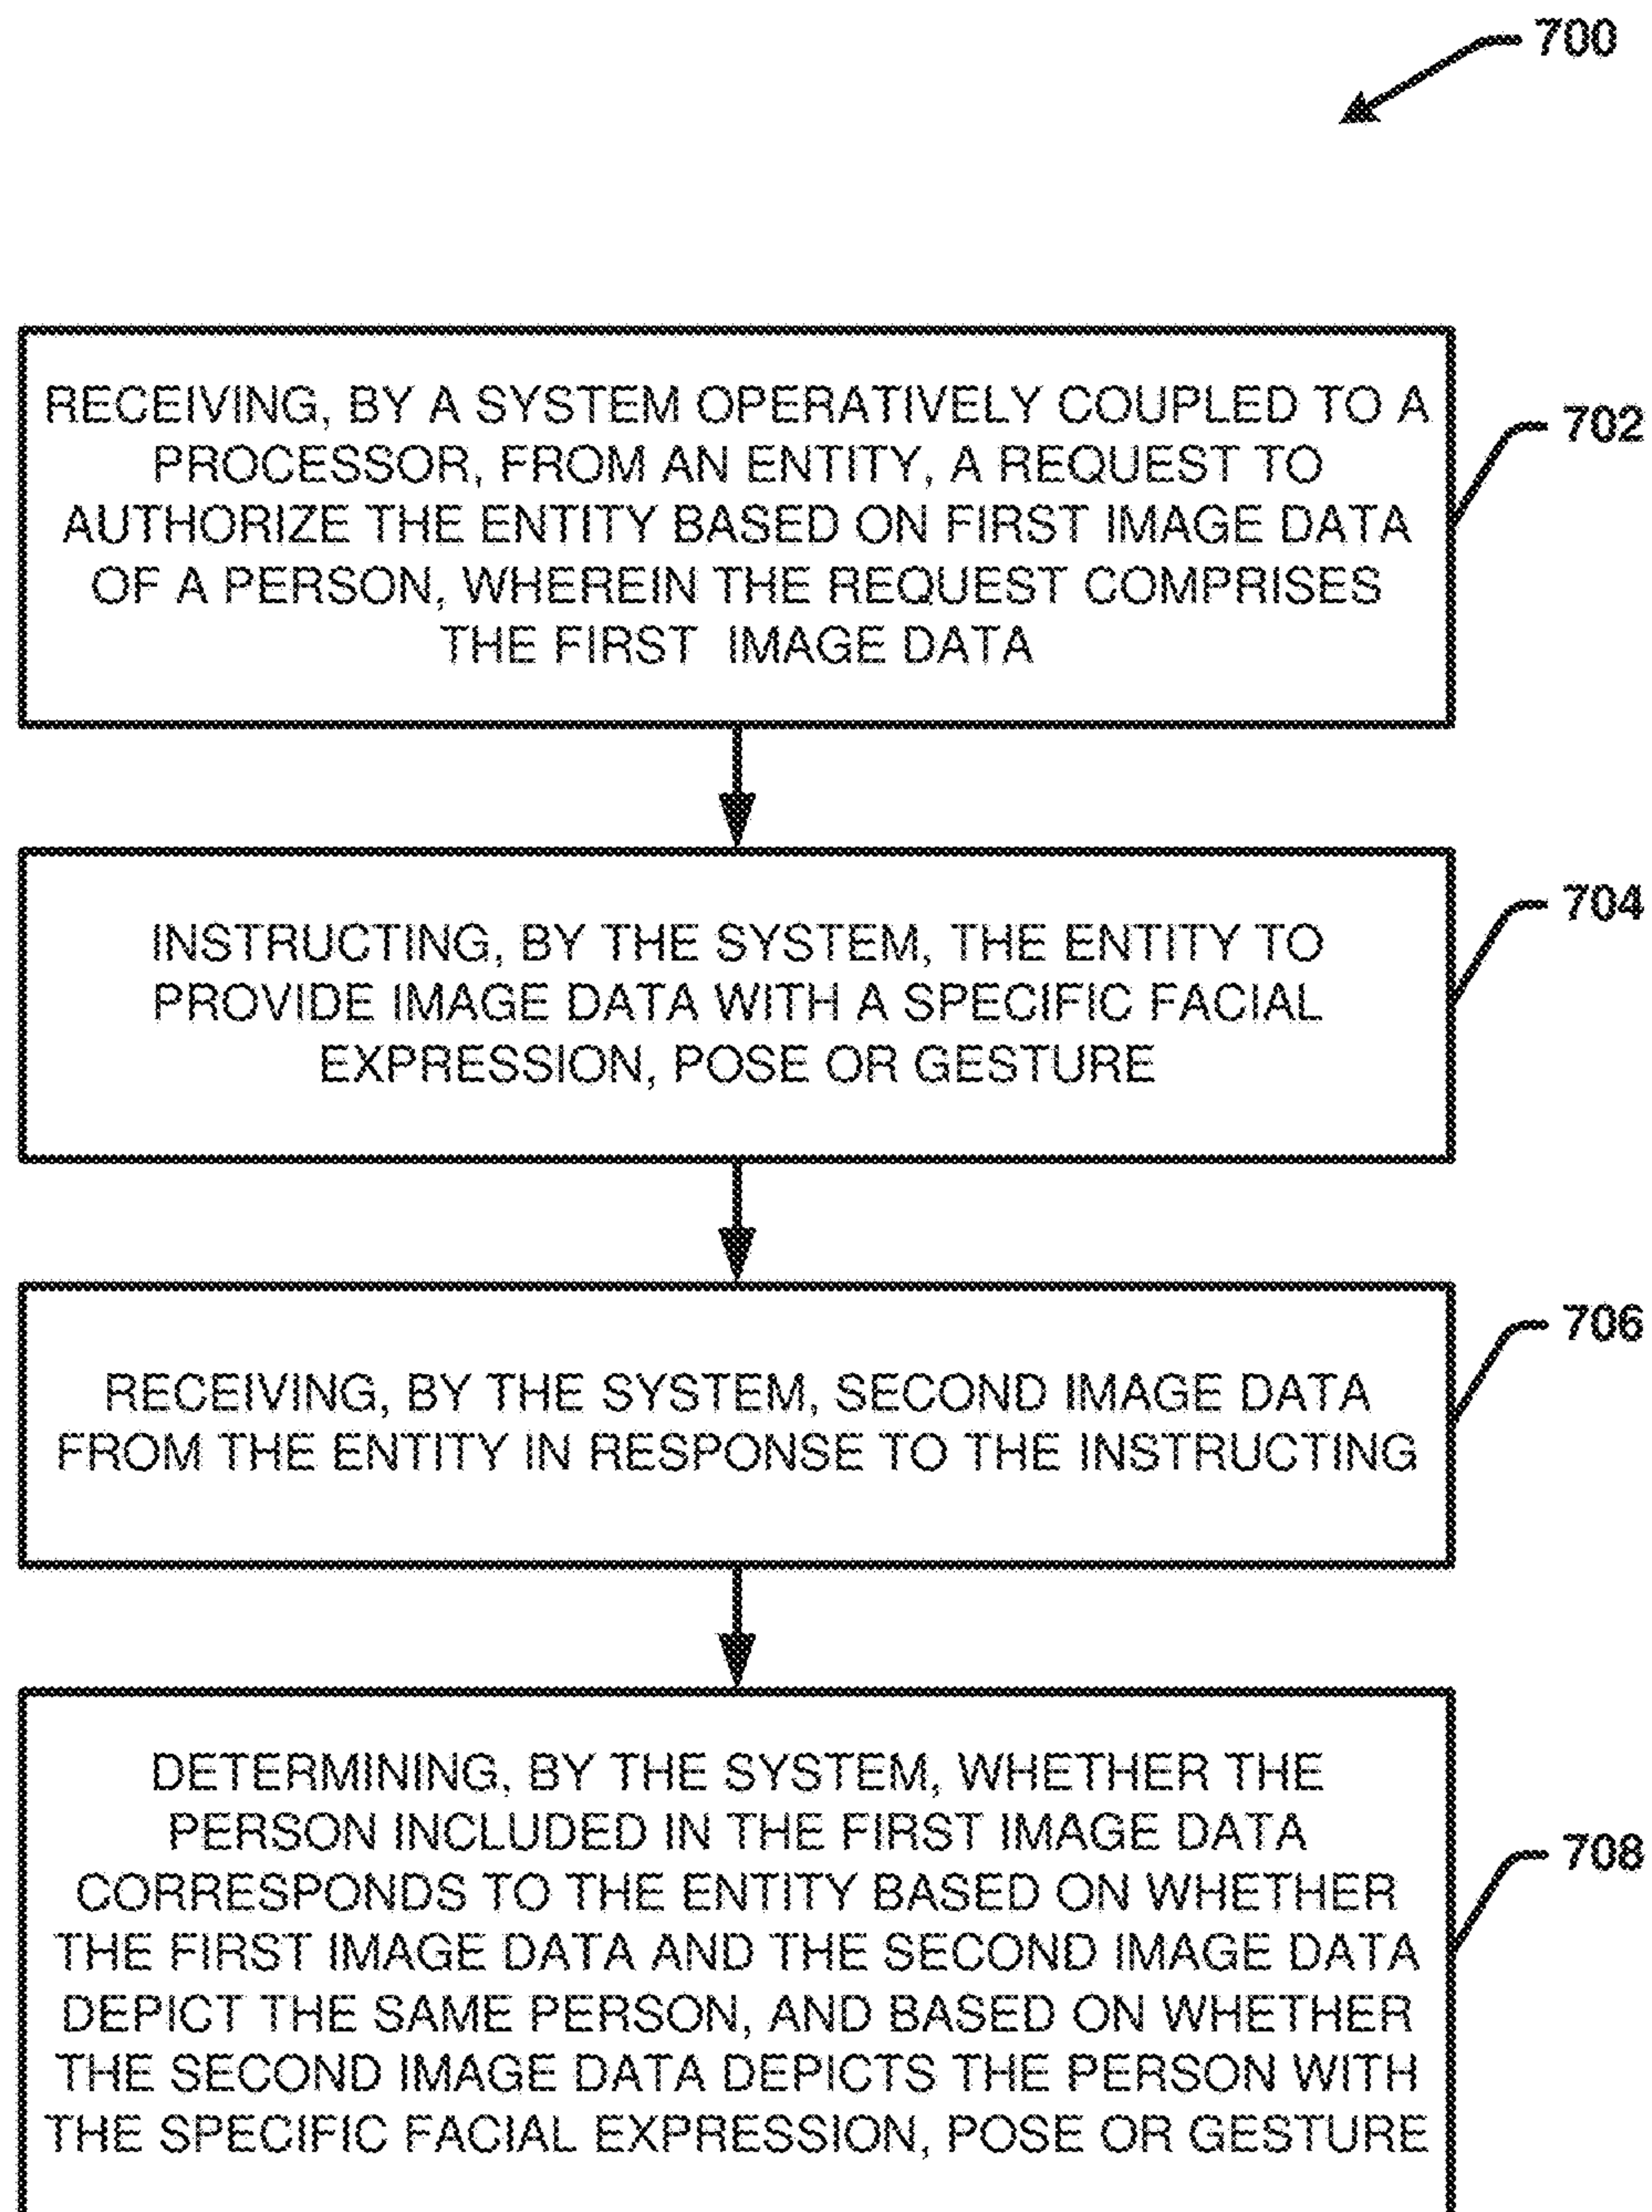 700
RECEIVING, BY A SYSTEM OPERATIVELY COUPLED TO A
PROCESSOR, FROM AN ENTITY, A REQUEST TO
AUTHORIZE THE ENTITY BASED ON FIRST IMAGE DATA
OF A PERSON, WHEREIN THE REQUEST COMPRISES
THE FIRST IMAGE DATA
702
INSTRUCTING, BY THE SYSTEM, THE ENTITY TO
PROVIDE IMAGE DATA WITH A SPECIFIC FACIAL
EXPRESSION, POSE OR GESTURE
704
RECEIVING, BY THE SYSTEM, SECOND IMAGE DATA
FROM THE ENTITY IN RESPONSE TO THE INSTRUCTING
706
DETERMINING, BY THE SYSTEM, WHETHER THE
PERSON INCLUDED IN THE FIRST IMAGE DATA
CORRESPONDS TO THE ENTITY BASED ON WHETHER
THE FIRST IMAGE DATA AND THE SECOND IMAGE DATA
DEPICT THE SAME PERSON, AND BASED ON WHETHER
THE SECOND IMAGE DATA DEPICTS THE PERSON WITH
THE SPECIFIC FACIAL EXPRESSION, POSE OR GESTURE
708